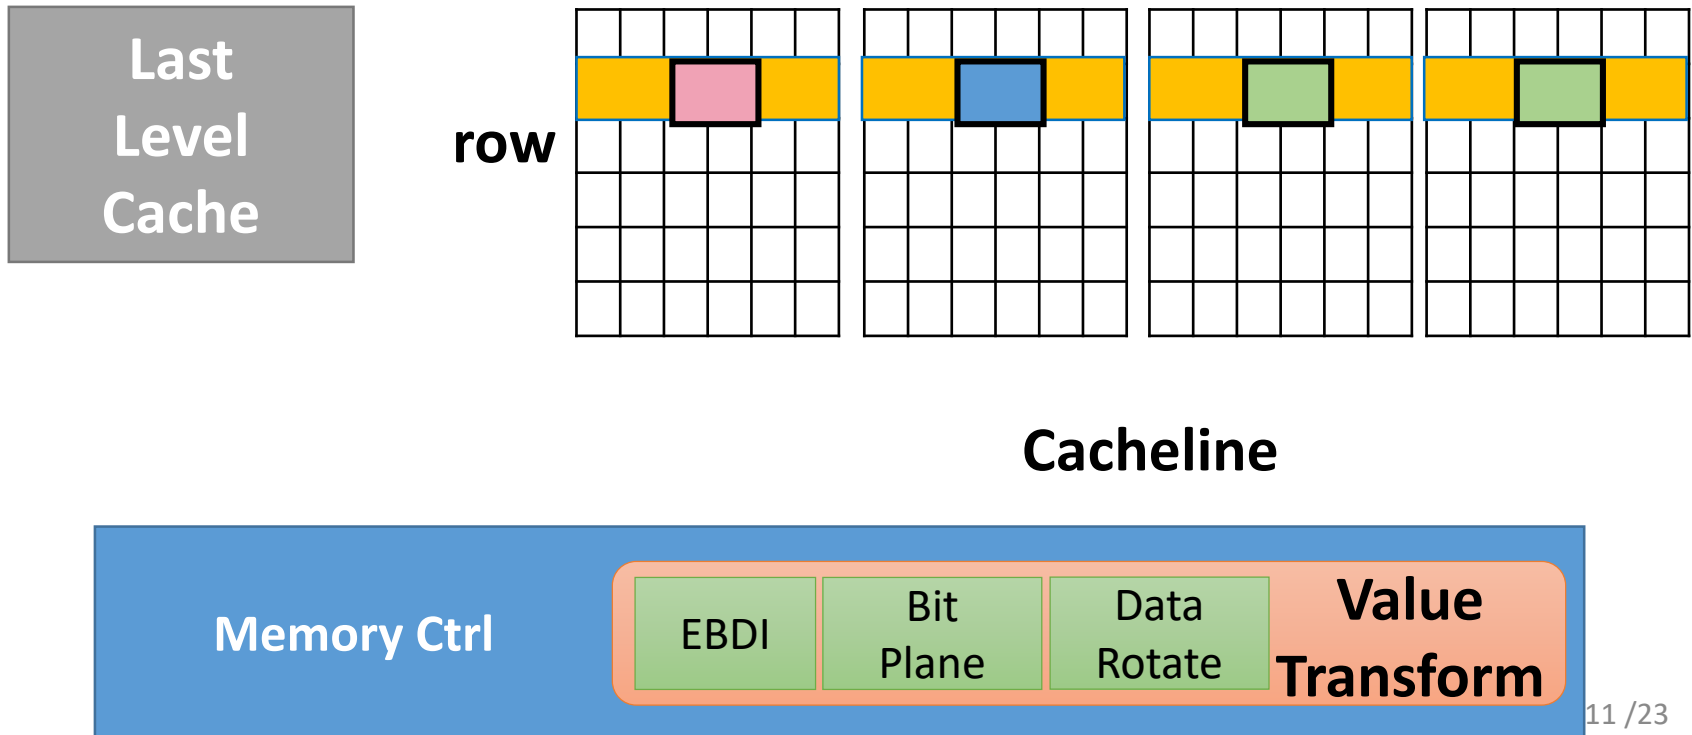 Last
Level
Cache
row
Cacheline
Memory Ctrl
EBDI
Bit
Plane
Data
Rotate
Value
Transform
11 /23